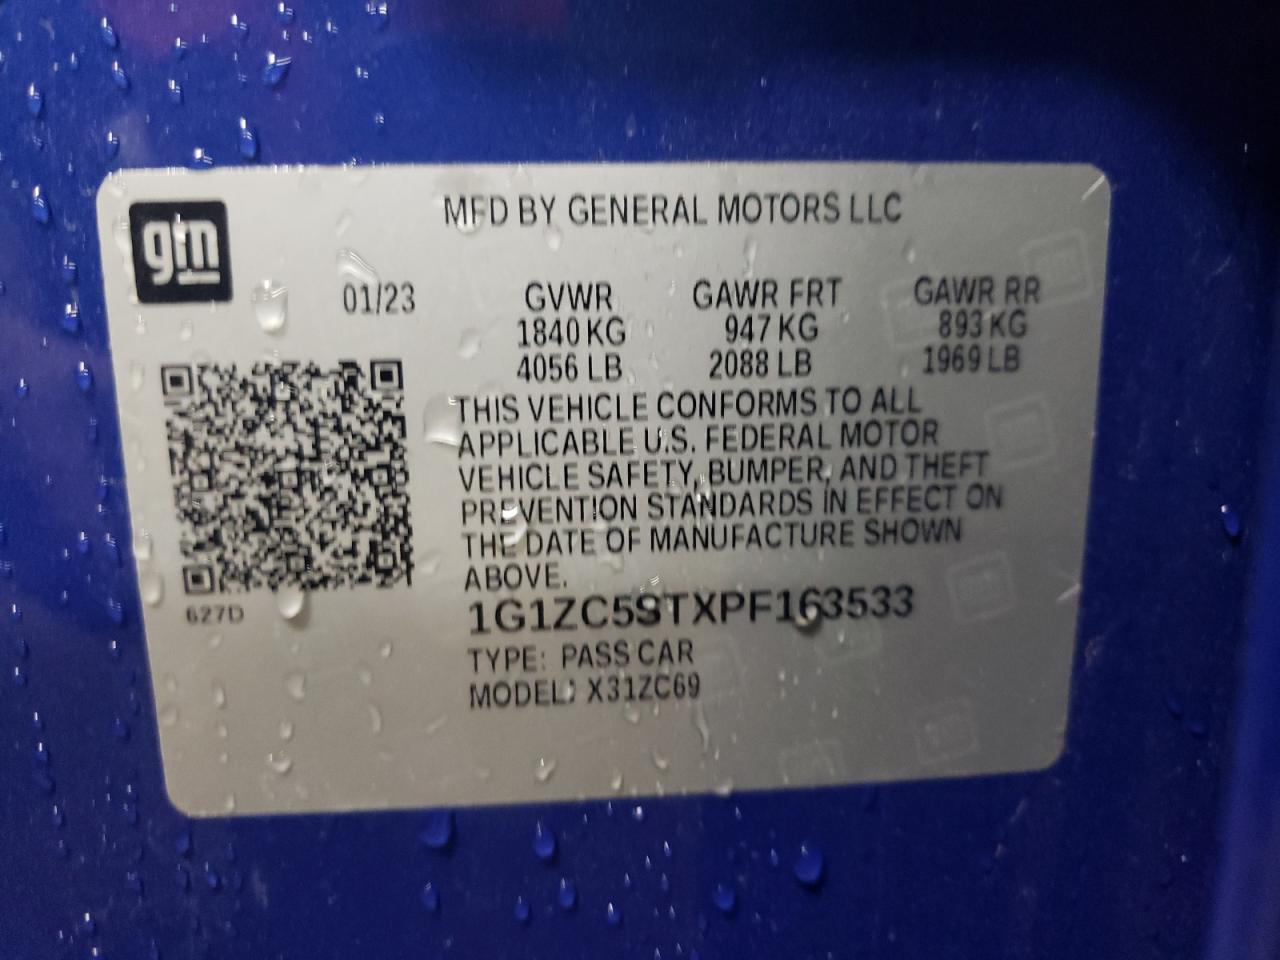 gm
MFD BY GENERAL MOTORS LLC
01/23 GVWR GAWR FRT GAWR RR
1840 KG 947 KG 893 KG
4056 LB 2088 LB 1969 LB
THIS VEHICLE CONFORMS TO ALL
APPLICABLE U.S. FEDERAL MOTOR
VEHICLE SAFETY, BUMPER, AND THEFT
PREVENTION STANDARDS IN EFFECT ON
THE DATE OF MANUFACTURE SHOWN
ABOVE.
627D
1G1ZC5STXPF163533
TYPE: PASS CAR
MODEL: X31ZC69